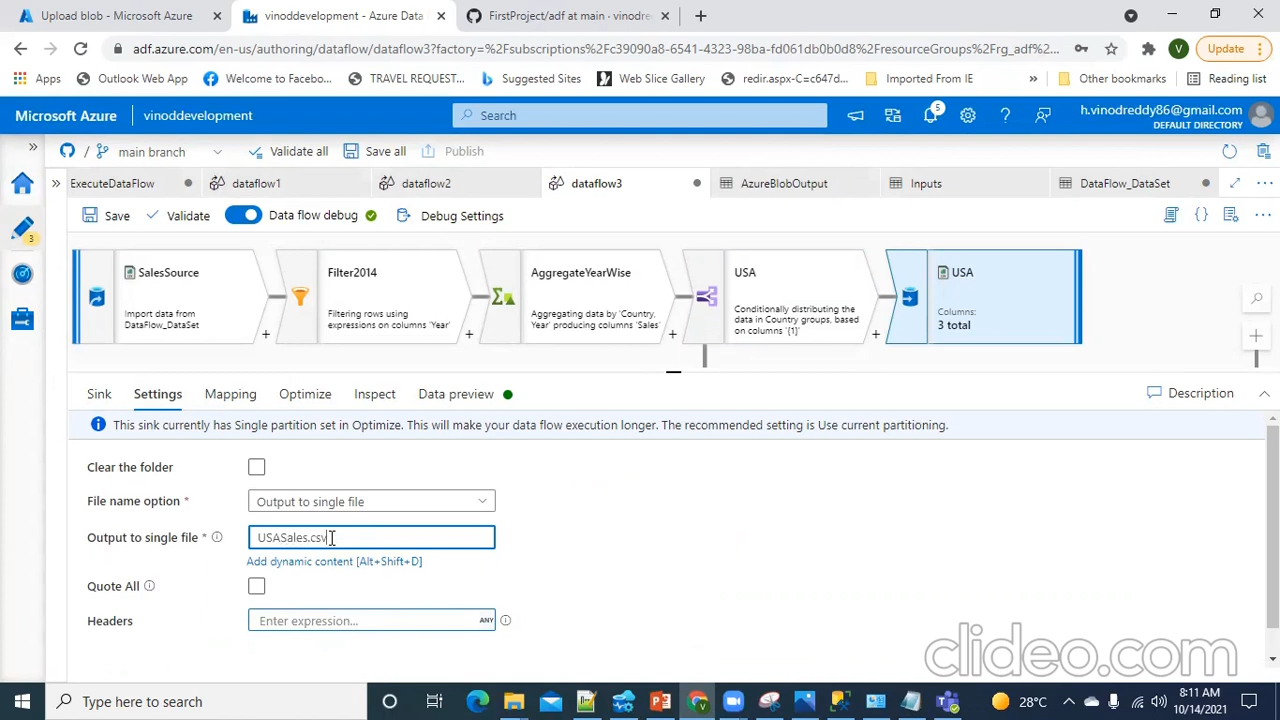 Upload blob - Microsoft Azure
vinoddevelopment - Azure Data
FirstProject/adf at main · vinodre
adf.azure.com/en-us/authoring/dataflow/dataflow3?factory=%2Fsubscriptions%2Fc39090a8-6541-4323-98ba-fd061db0b0d8%2FresourceGroups%2Frg_adf%2F...
V
Update
Apps
Outlook Web App
Welcome to Facebo...
TRAVEL REQUEST...
Suggested Sites
Web Slice Gallery
redir.aspx-C=c647d...
Imported From IE
»
Other bookmarks
Reading list
Microsoft Azure
vinoddevelopment
Search
5
h.vinodreddy86@gmail.com
DEFAULT DIRECTORY
main branch
Validate all
Save all
Publish
ExecuteDataFlow
dataflow1
dataflow2
dataflow3
AzureBlobOutput
Inputs
DataFlow_DataSet
Save
Validate
Data flow debug
Debug Settings
3
SalesSource
Import data from
DataFlow_DataSet
Filter2014
Filtering rows using
expressions on columns 'Year'
AggregateYearWise
Aggregating data by 'Country,
Year' producing columns 'Sales'
USA
Conditionally distributing the
data in Country groups, based
on columns '{1}'
USA
Columns:
3 total
Sink
Settings
Mapping
Optimize
Inspect
Data preview
Description
This sink currently has Single partition set in Optimize. This will make your data flow execution longer. The recommended setting is Use current partitioning.
Clear the folder
File name option *
Output to single file
Output to single file *
USASales.csv
Add dynamic content [Alt+Shift+D]
Quote All
Headers
Enter expression...
ANY
clideo.com
Type here to search
28°C
8:11 AM
10/14/2021